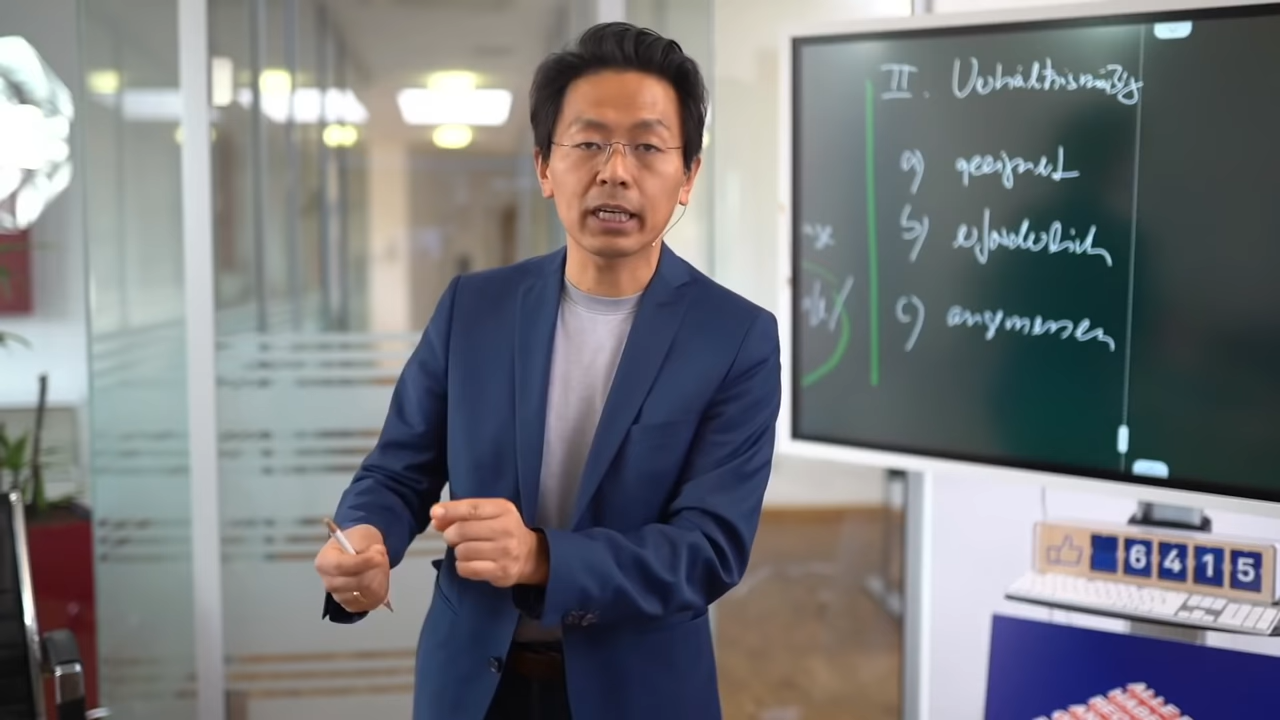 II. Verhältnismäßig
a) geeignet
b) erforderlich
c) angemessen
6415